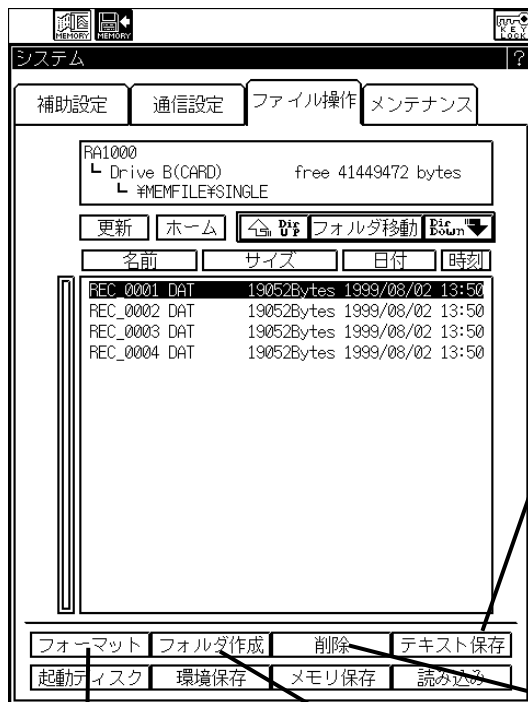 MEMORY MEMORY KEY LOCK
システム ?
補助設定 通信設定 ファイル操作 メンテナンス
RA1000
Drive B(CARD) free 41449472 bytes
¥MEMFILE¥SINGLE
更新 ホーム Dir UP フォルダ移動 Dir Down
名前 サイズ 日付 時刻
REC_0001 DAT 19052Bytes 1999/08/02 13:50
REC_0002 DAT 19052Bytes 1999/08/02 13:50
REC_0003 DAT 19052Bytes 1999/08/02 13:50
REC_0004 DAT 19052Bytes 1999/08/02 13:50
フォーマット フォルダ作成 削除 テキスト保存
起動ディスク 環境保存 メモリ保存 読み込み